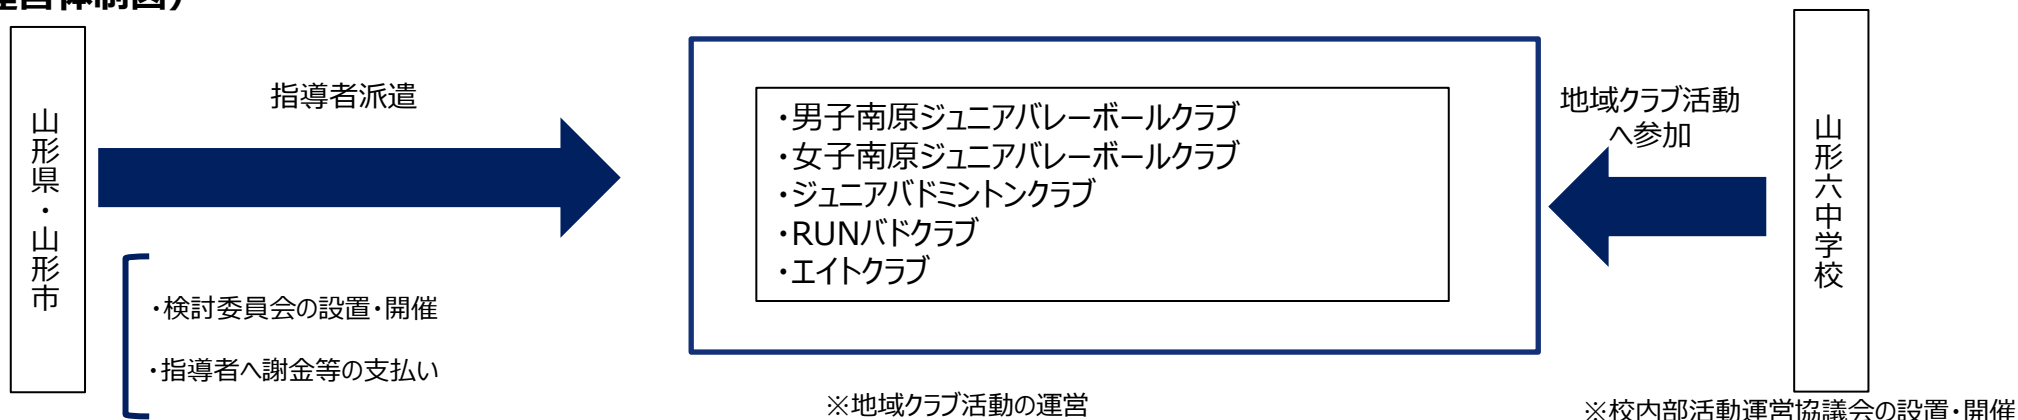 運営体制図）
山形県・山形市
指導者派遣
・検討委員会の設置・開催
・指導者へ謝金等の支払い
・男子南原ジュニアバレーボールクラブ
・女子南原ジュニアバレーボールクラブ
・ジュニアバドミントンクラブ
・RUNバドクラブ
・エイトクラブ
※地域クラブ活動の運営
地域クラブ活動
へ参加
山形六中学校
※校内部活動運営協議会の設置・開催